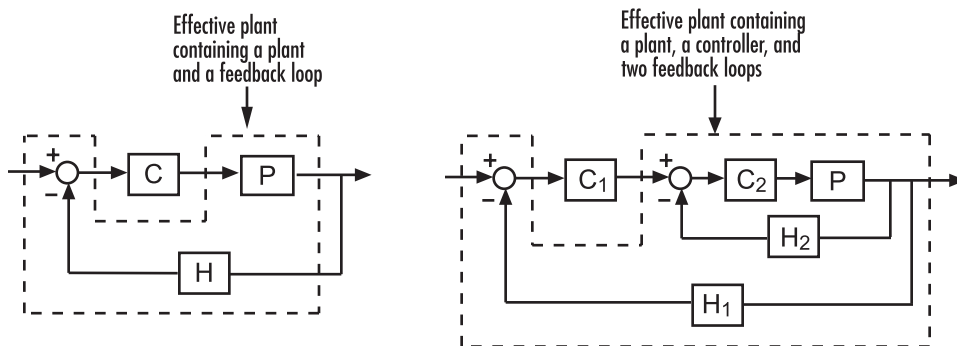 Effective plant
containing a plant
and a feedback loop
+
−
C
P
H
Effective plant containing
a plant, a controller, and
two feedback loops
+
−
C1
+
−
C2
P
H2
H1